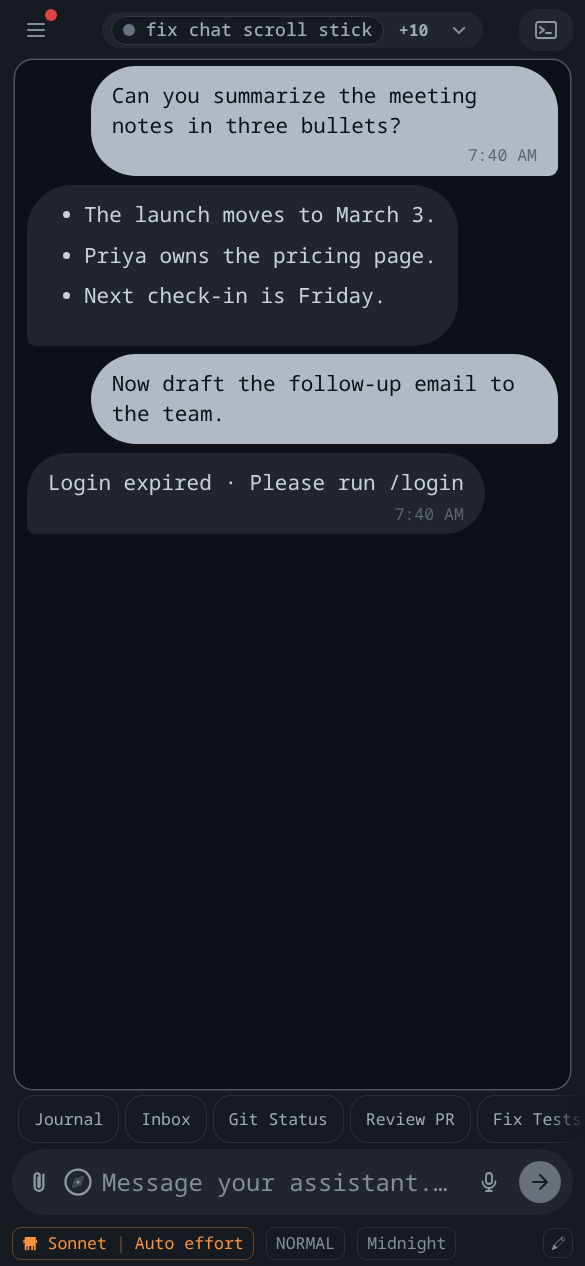 fix chat scroll stick +10
Can you summarize the meeting
notes in three bullets?
7:40 AM
• The launch moves to March 3.
• Priya owns the pricing page.
• Next check-in is Friday.
Now draft the follow-up email to
the team.
Login expired · Please run /login
7:40 AM
Journal Inbox Git Status Review PR Fix Tests
Message your assistant.…
Sonnet | Auto effort NORMAL Midnight